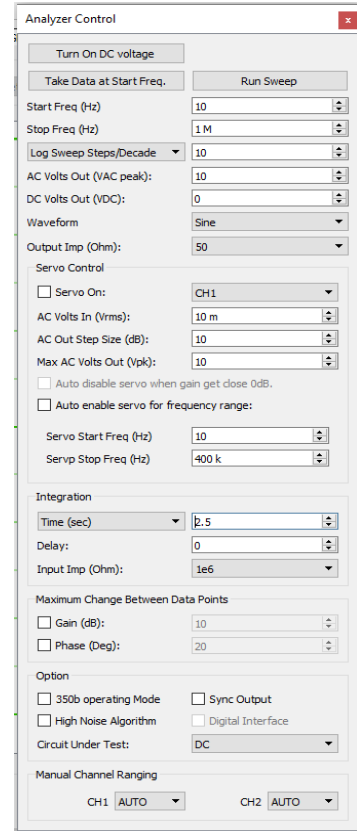 Analyzer Control
x
Turn On DC voltage
Take Data at Start Freq. Run Sweep
Start Freq (Hz) 10
Stop Freq (Hz) 1 M
Log Sweep Steps/Decade 10
AC Volts Out (VAC peak): 10
DC Volts Out (VDC): 0
Waveform Sine
Output Imp (Ohm): 50
Servo Control
Servo On: CH1
AC Volts In (Vrms): 10 m
AC Out Step Size (dB): 10
Max AC Volts Out (Vpk): 10
Auto disable servo when gain get close 0dB.
Auto enable servo for frequency range:
Servo Start Freq (Hz) 10
Servp Stop Freq (Hz) 400 k
Integration
Time (sec) 2.5
Delay: 0
Input Imp (Ohm): 1e6
Maximum Change Between Data Points
Gain (dB): 10
Phase (Deg): 20
Option
350b operating Mode Sync Output
High Noise Algorithm Digital Interface
Circuit Under Test: DC
Manual Channel Ranging
CH1 AUTO CH2 AUTO